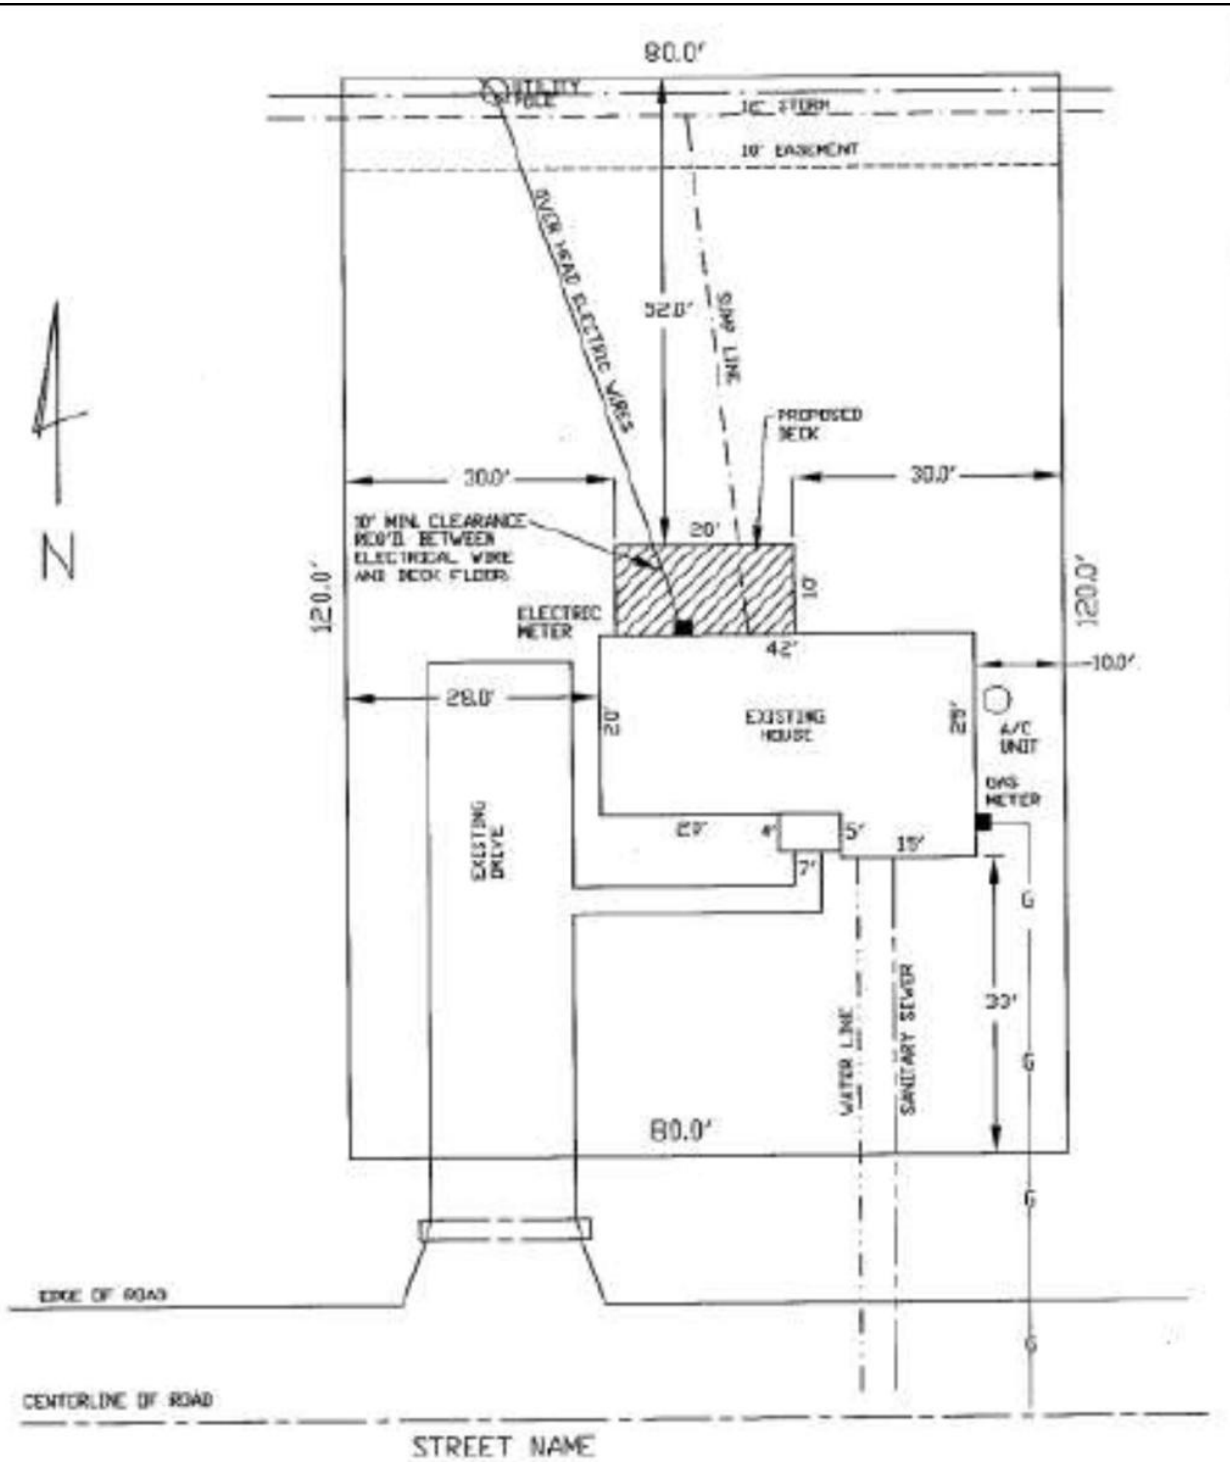 80.0'
UTILITY
POLE
12" STORM
10' EASEMENT
OVER HEAD ELECTRIC WIRES
52.0'
SUMP LINE
PROPOSED
DECK
30.0'
30.0'
10' MIN. CLEARANCE
REQ'D. BETWEEN
ELECTRICAL WIRE
AND DECK FLOOR.
20'
10'
120.0'
120.0'
N
ELECTRIC
METER
42'
10.0'
28.0'
20'
EXISTING
HOUSE
25'
A/C
UNIT
GAS
METER
EXISTING
DRIVE
4'
5'
15'
7'
G
WATER LINE
SANITARY SEWER
33'
G
80.0'
G
EDGE OF ROAD
G
CENTERLINE OF ROAD
STREET NAME